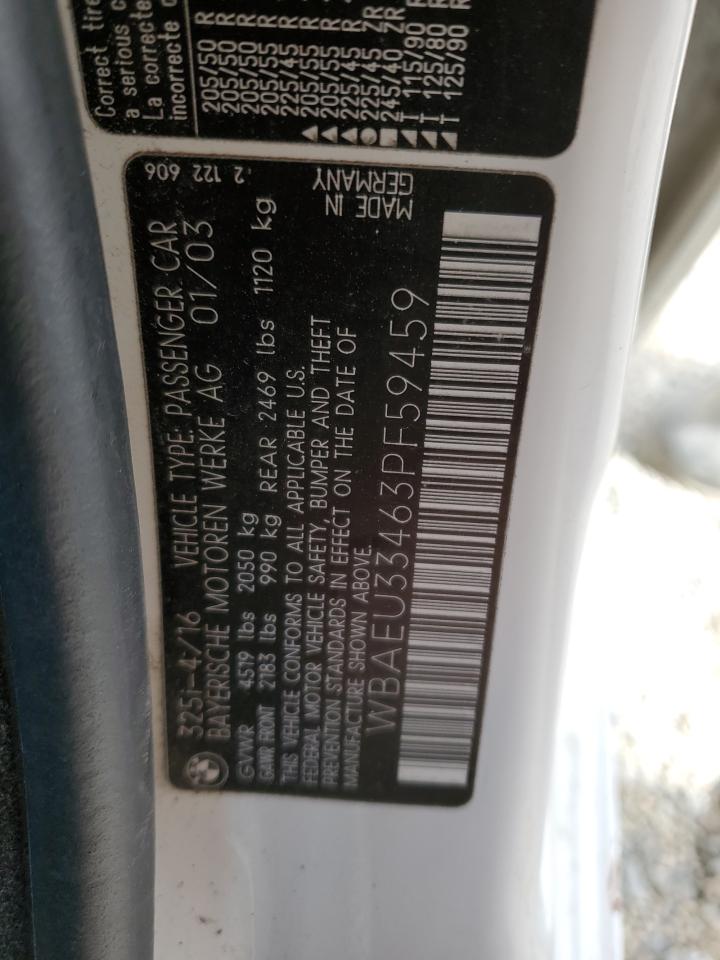 Correct tire
a serious c
La correcte
incorrecte c
205/50 R
205/50 R
205/55 R
225/45 R
205/55 R
205/55 R
225/45 R
225/45 ZR
245/40 ZR
T 115/90 R
T 125/80 R
T 125/90 R
2 122 606
325i-4/16 VEHICLE TYPE: PASSENGER CAR
BAYERISCHE MOTOREN WERKE AG 01/03
GVWR 4519 lbs 2050 kg
GAWR FRONT 2183 lbs 990 kg REAR 2469 lbs 1120 kg
THIS VEHICLE CONFORMS TO ALL APPLICABLE U.S.
FEDERAL MOTOR VEHICLE SAFETY, BUMPER AND THEFT
PREVENTION STANDARDS IN EFFECT ON THE DATE OF
MANUFACTURE SHOWN ABOVE.
MADE IN
GERMANY
WBAEU33463PF59459